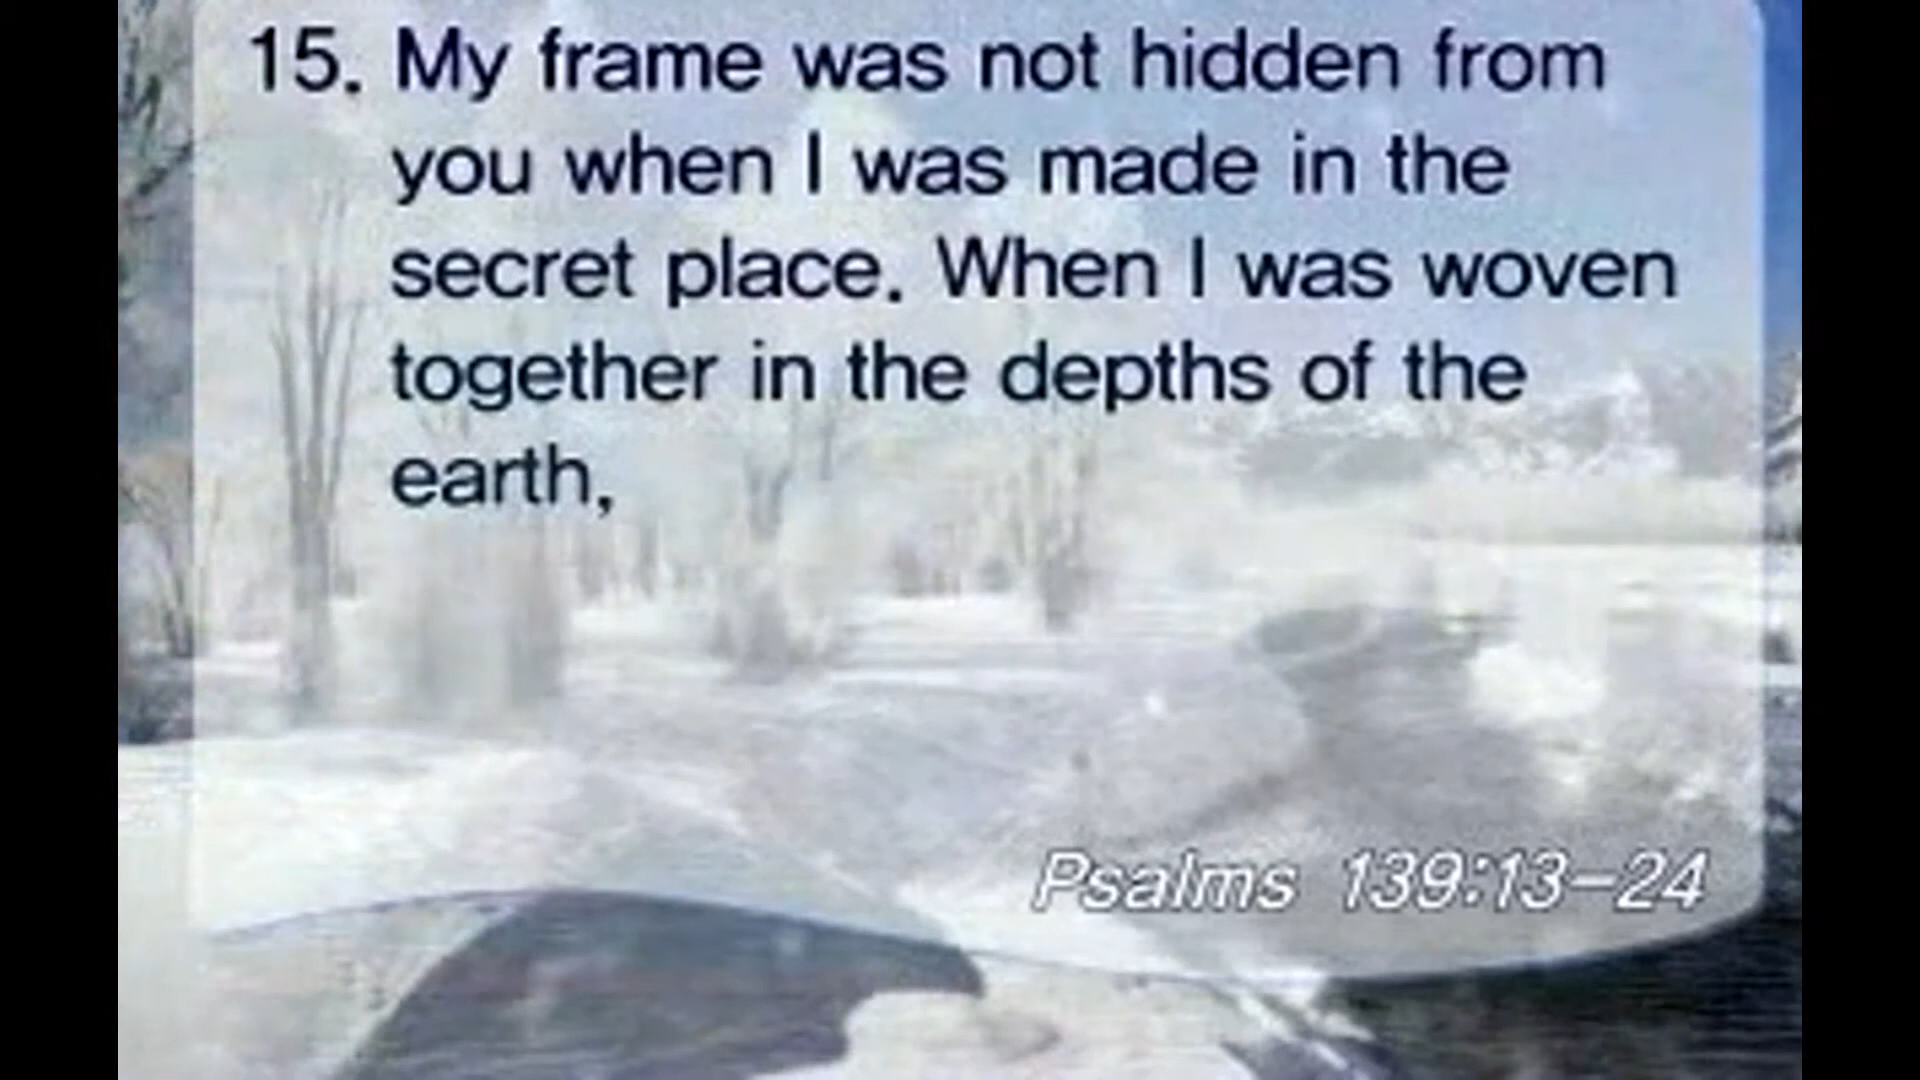 15. My frame was not hidden from
you when I was made in the
secret place. When I was woven
together in the depths of the
earth,
Psalms 139:13-24